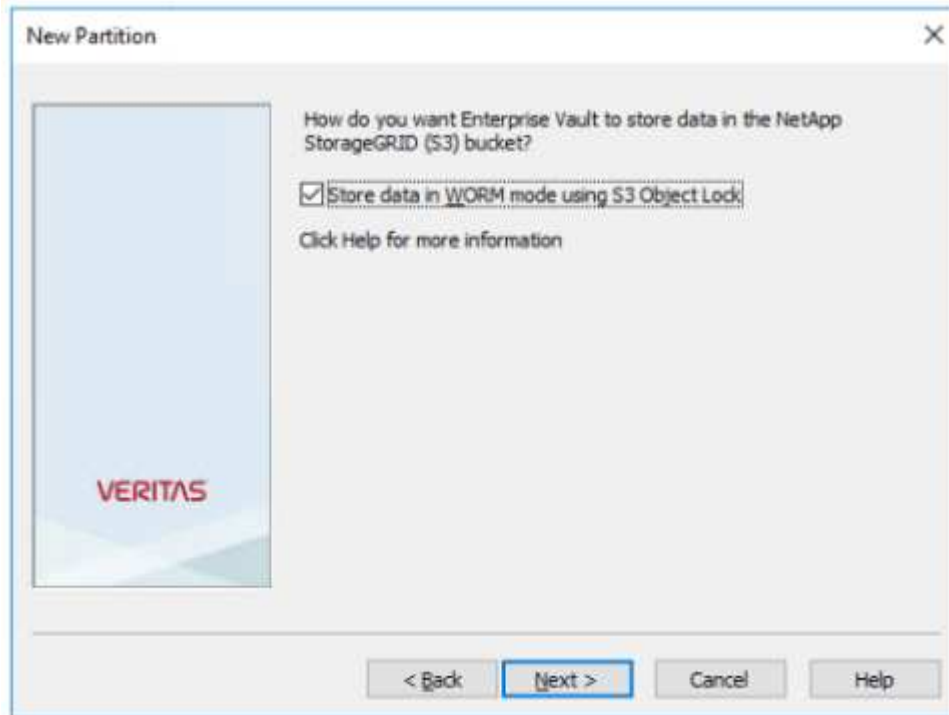 New Partition
How do you want Enterprise Vault to store data in the NetApp
StorageGRID (S3) bucket?
Store data in WORM mode using S3 Object Lock
Click Help for more information
VERITAS
< Back
Next >
Cancel
Help